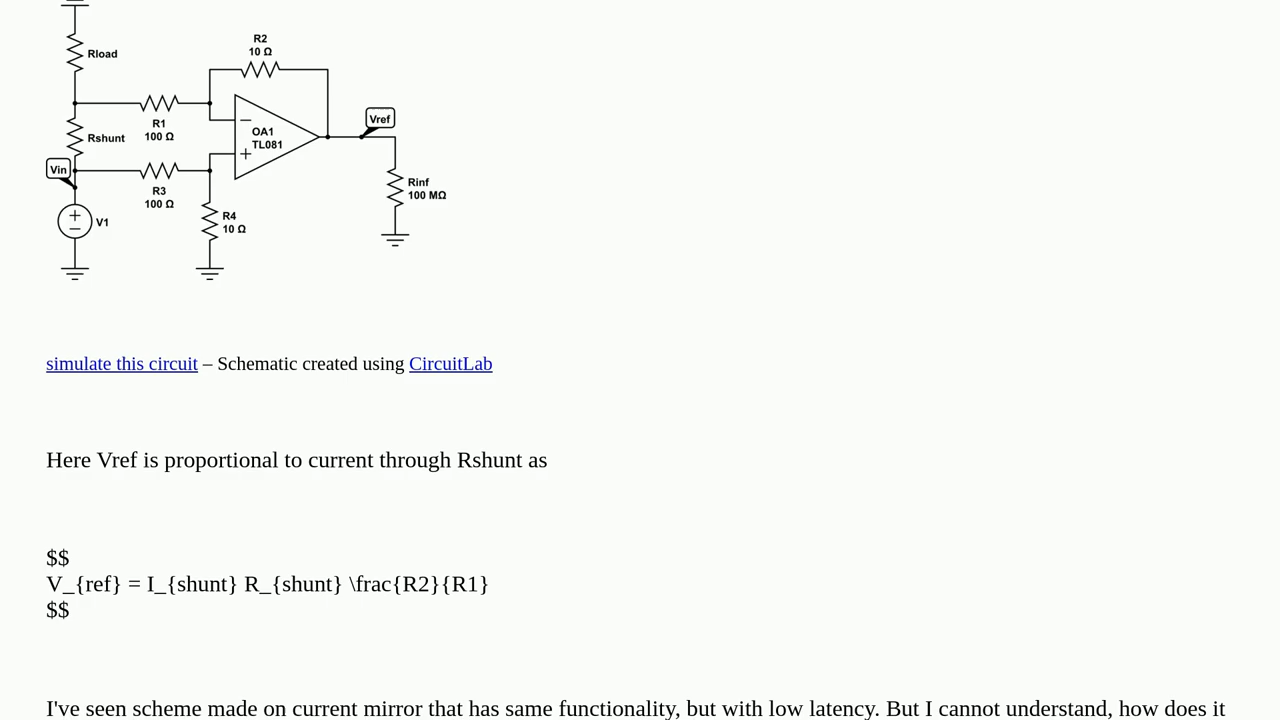 R2
10 Ω
Rload
R1
100 Ω
Rshunt
OA1
TL081
Vref
Vin
R3
100 Ω
Rinf
100 MΩ
V1
R4
10 Ω
simulate this circuit – Schematic created using CircuitLab
Here Vref is proportional to current through Rshunt as
$$
V_{ref} = I_{shunt} R_{shunt} \frac{R2}{R1}
$$
I've seen scheme made on current mirror that has same functionality, but with low latency. But I cannot understand, how does it